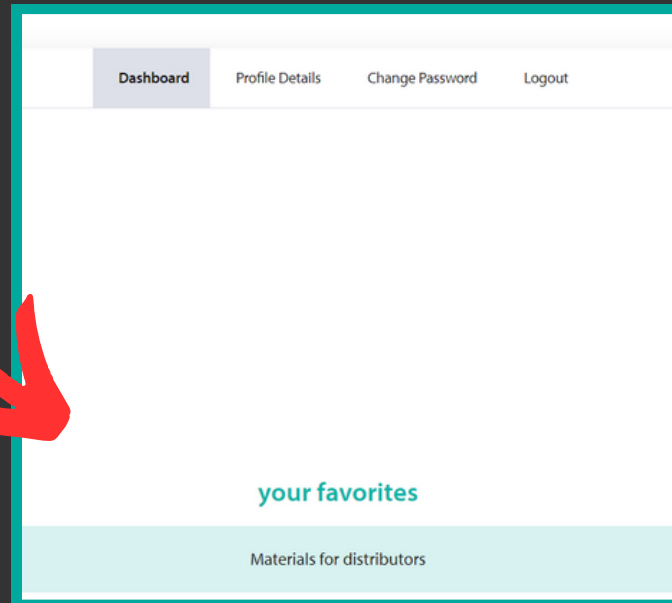 Dashboard Profile Details Change Password Logout
your favorites
Materials for distributors